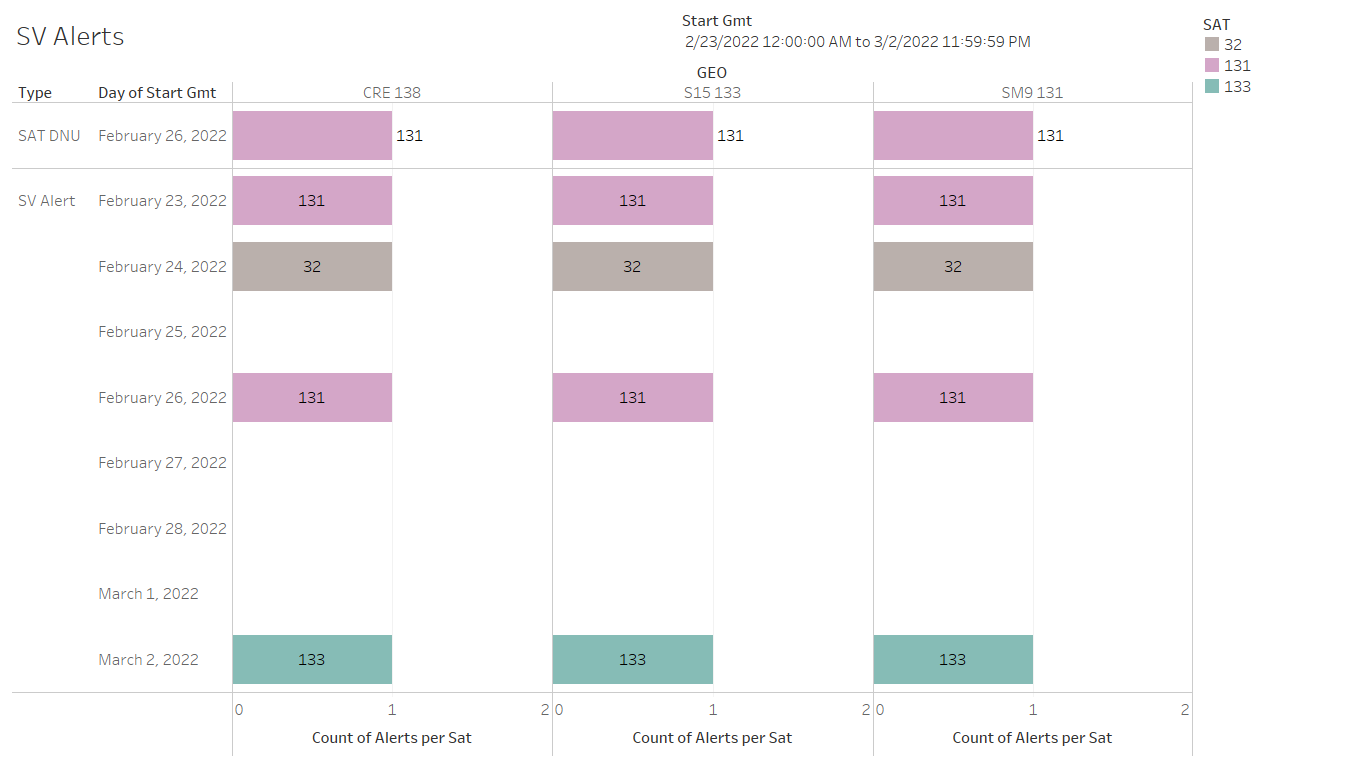 SV Alerts
Start Gmt
2/23/2022 12:00:00 AM to 3/2/2022 11:59:59 PM
SAT
32
131
133
GEO
Type Day of Start Gmt CRE 138 S15 133 SM9 131
SAT DNU February 26, 2022 131 131 131
SV Alert February 23, 2022 131 131 131
February 24, 2022 32 32 32
February 25, 2022
February 26, 2022 131 131 131
February 27, 2022
February 28, 2022
March 1, 2022
March 2, 2022 133 133 133
0 1 2 0 1 2 0 1 2
Count of Alerts per Sat Count of Alerts per Sat Count of Alerts per Sat